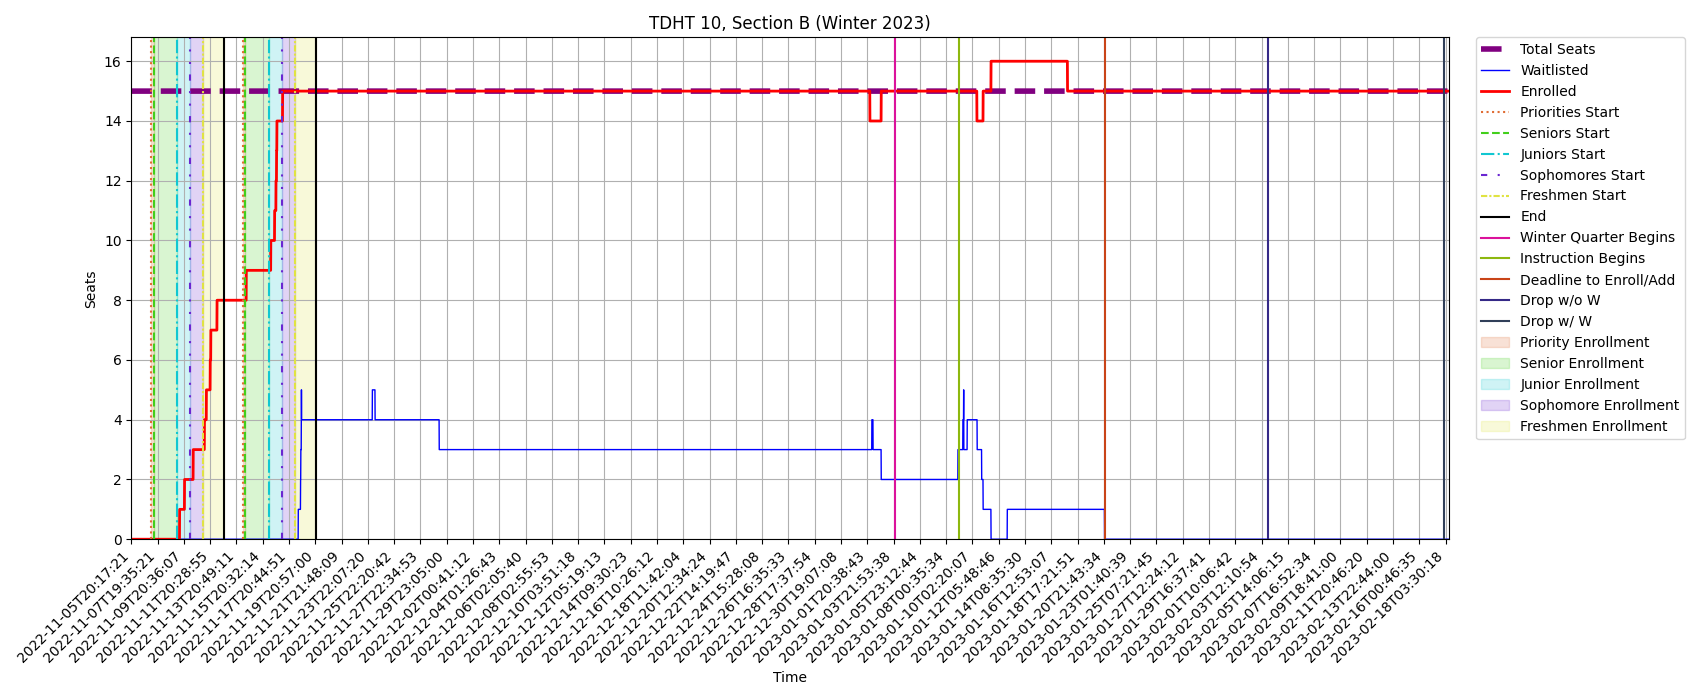 TDHT 10, Section B (Winter 2023)
Seats
16
14
12
10
8
6
4
2
0
2022-11-05T20:17:21
2022-11-07T19:35:21
2022-11-09T20:36:07
2022-11-11T20:28:55
2022-11-13T20:49:11
2022-11-15T20:32:14
2022-11-17T20:44:51
2022-11-19T20:57:00
2022-11-21T21:48:09
2022-11-23T22:07:20
2022-11-25T22:20:42
2022-11-27T22:34:53
2022-11-29T23:05:00
2022-12-02T00:41:12
2022-12-04T01:26:43
2022-12-06T02:05:40
2022-12-08T02:55:53
2022-12-10T03:51:18
2022-12-12T05:19:13
2022-12-14T09:30:23
2022-12-16T10:26:12
2022-12-18T11:42:04
2022-12-20T12:34:24
2022-12-22T14:19:47
2022-12-24T15:28:08
2022-12-26T16:35:33
2022-12-28T17:37:54
2022-12-30T19:07:08
2023-01-01T20:38:43
2023-01-03T21:53:38
2023-01-05T23:12:44
2023-01-08T00:35:34
2023-01-10T02:20:07
2023-01-12T05:48:46
2023-01-14T08:35:30
2023-01-16T12:53:07
2023-01-18T17:21:51
2023-01-20T21:43:34
2023-01-23T01:40:39
2023-01-25T07:21:45
2023-01-27T12:24:12
2023-01-29T16:37:41
2023-02-01T10:06:42
2023-02-03T12:10:54
2023-02-05T14:06:15
2023-02-07T16:52:34
2023-02-09T18:41:00
2023-02-11T20:46:20
2023-02-13T22:44:00
2023-02-16T00:46:35
2023-02-18T03:30:18
Time
Total Seats
Waitlisted
Enrolled
Priorities Start
Seniors Start
Juniors Start
Sophomores Start
Freshmen Start
End
Winter Quarter Begins
Instruction Begins
Deadline to Enroll/Add
Drop w/o W
Drop w/ W
Priority Enrollment
Senior Enrollment
Junior Enrollment
Sophomore Enrollment
Freshmen Enrollment